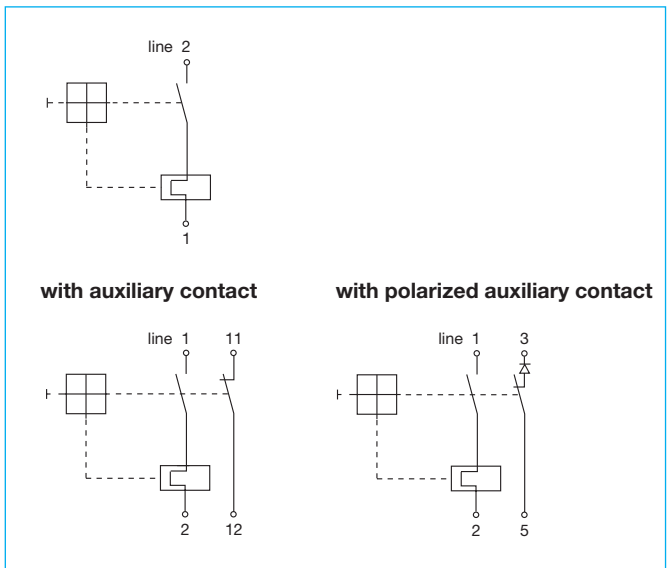 line 2
1
with auxiliary contact
with polarized auxiliary contact
line 1 11
2 12
line 1 3
2 5